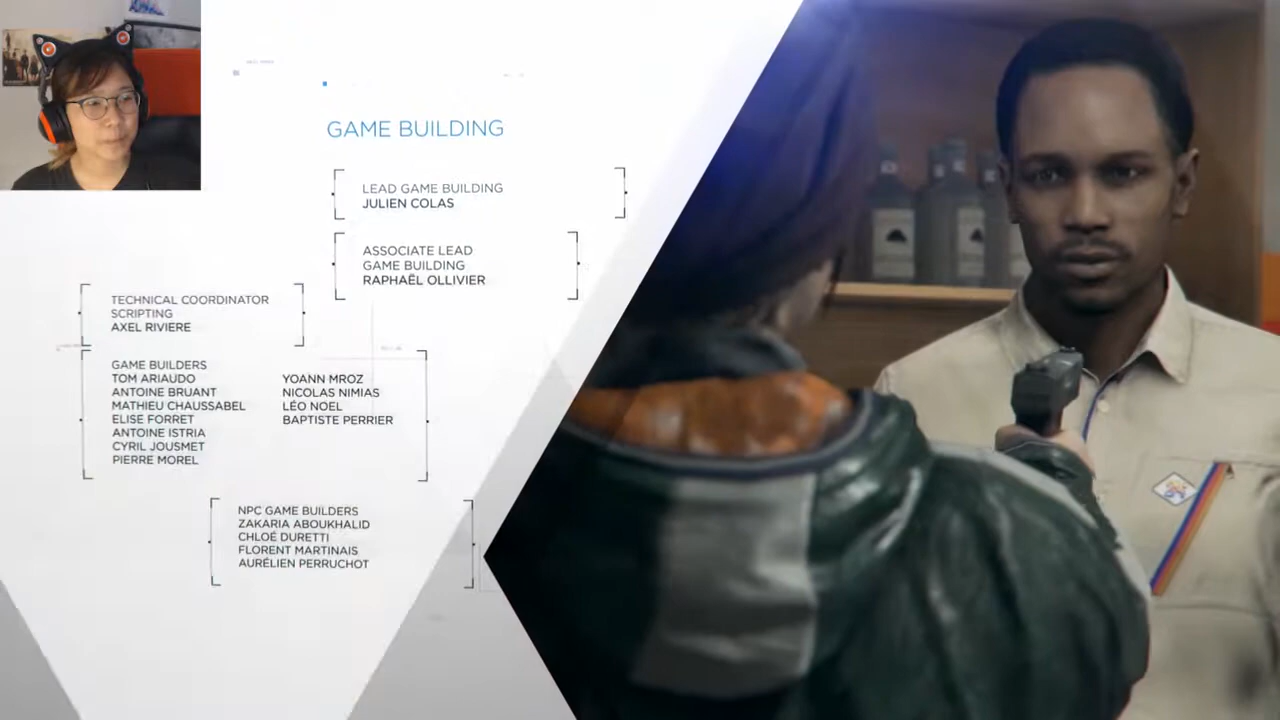 GAME BUILDING
LEAD GAME BUILDING
JULIEN COLAS
ASSOCIATE LEAD
GAME BUILDING
RAPHAËL OLLIVIER
TECHNICAL COORDINATOR
SCRIPTING
AXEL RIVIERE
GAME BUILDERS
TOM ARIAUDO
ANTOINE BRUANT
MATHIEU CHAUSSABEL
ELISE FORRET
ANTOINE ISTRIA
CYRIL JOUSMET
PIERRE MOREL
YOANN MROZ
NICOLAS NIMIAS
LÉO NOEL
BAPTISTE PERRIER
NPC GAME BUILDERS
ZAKARIA ABOUKHALID
CHLOÉ DURETTI
FLORENT MARTINAIS
AURÉLIEN PERRUCHOT